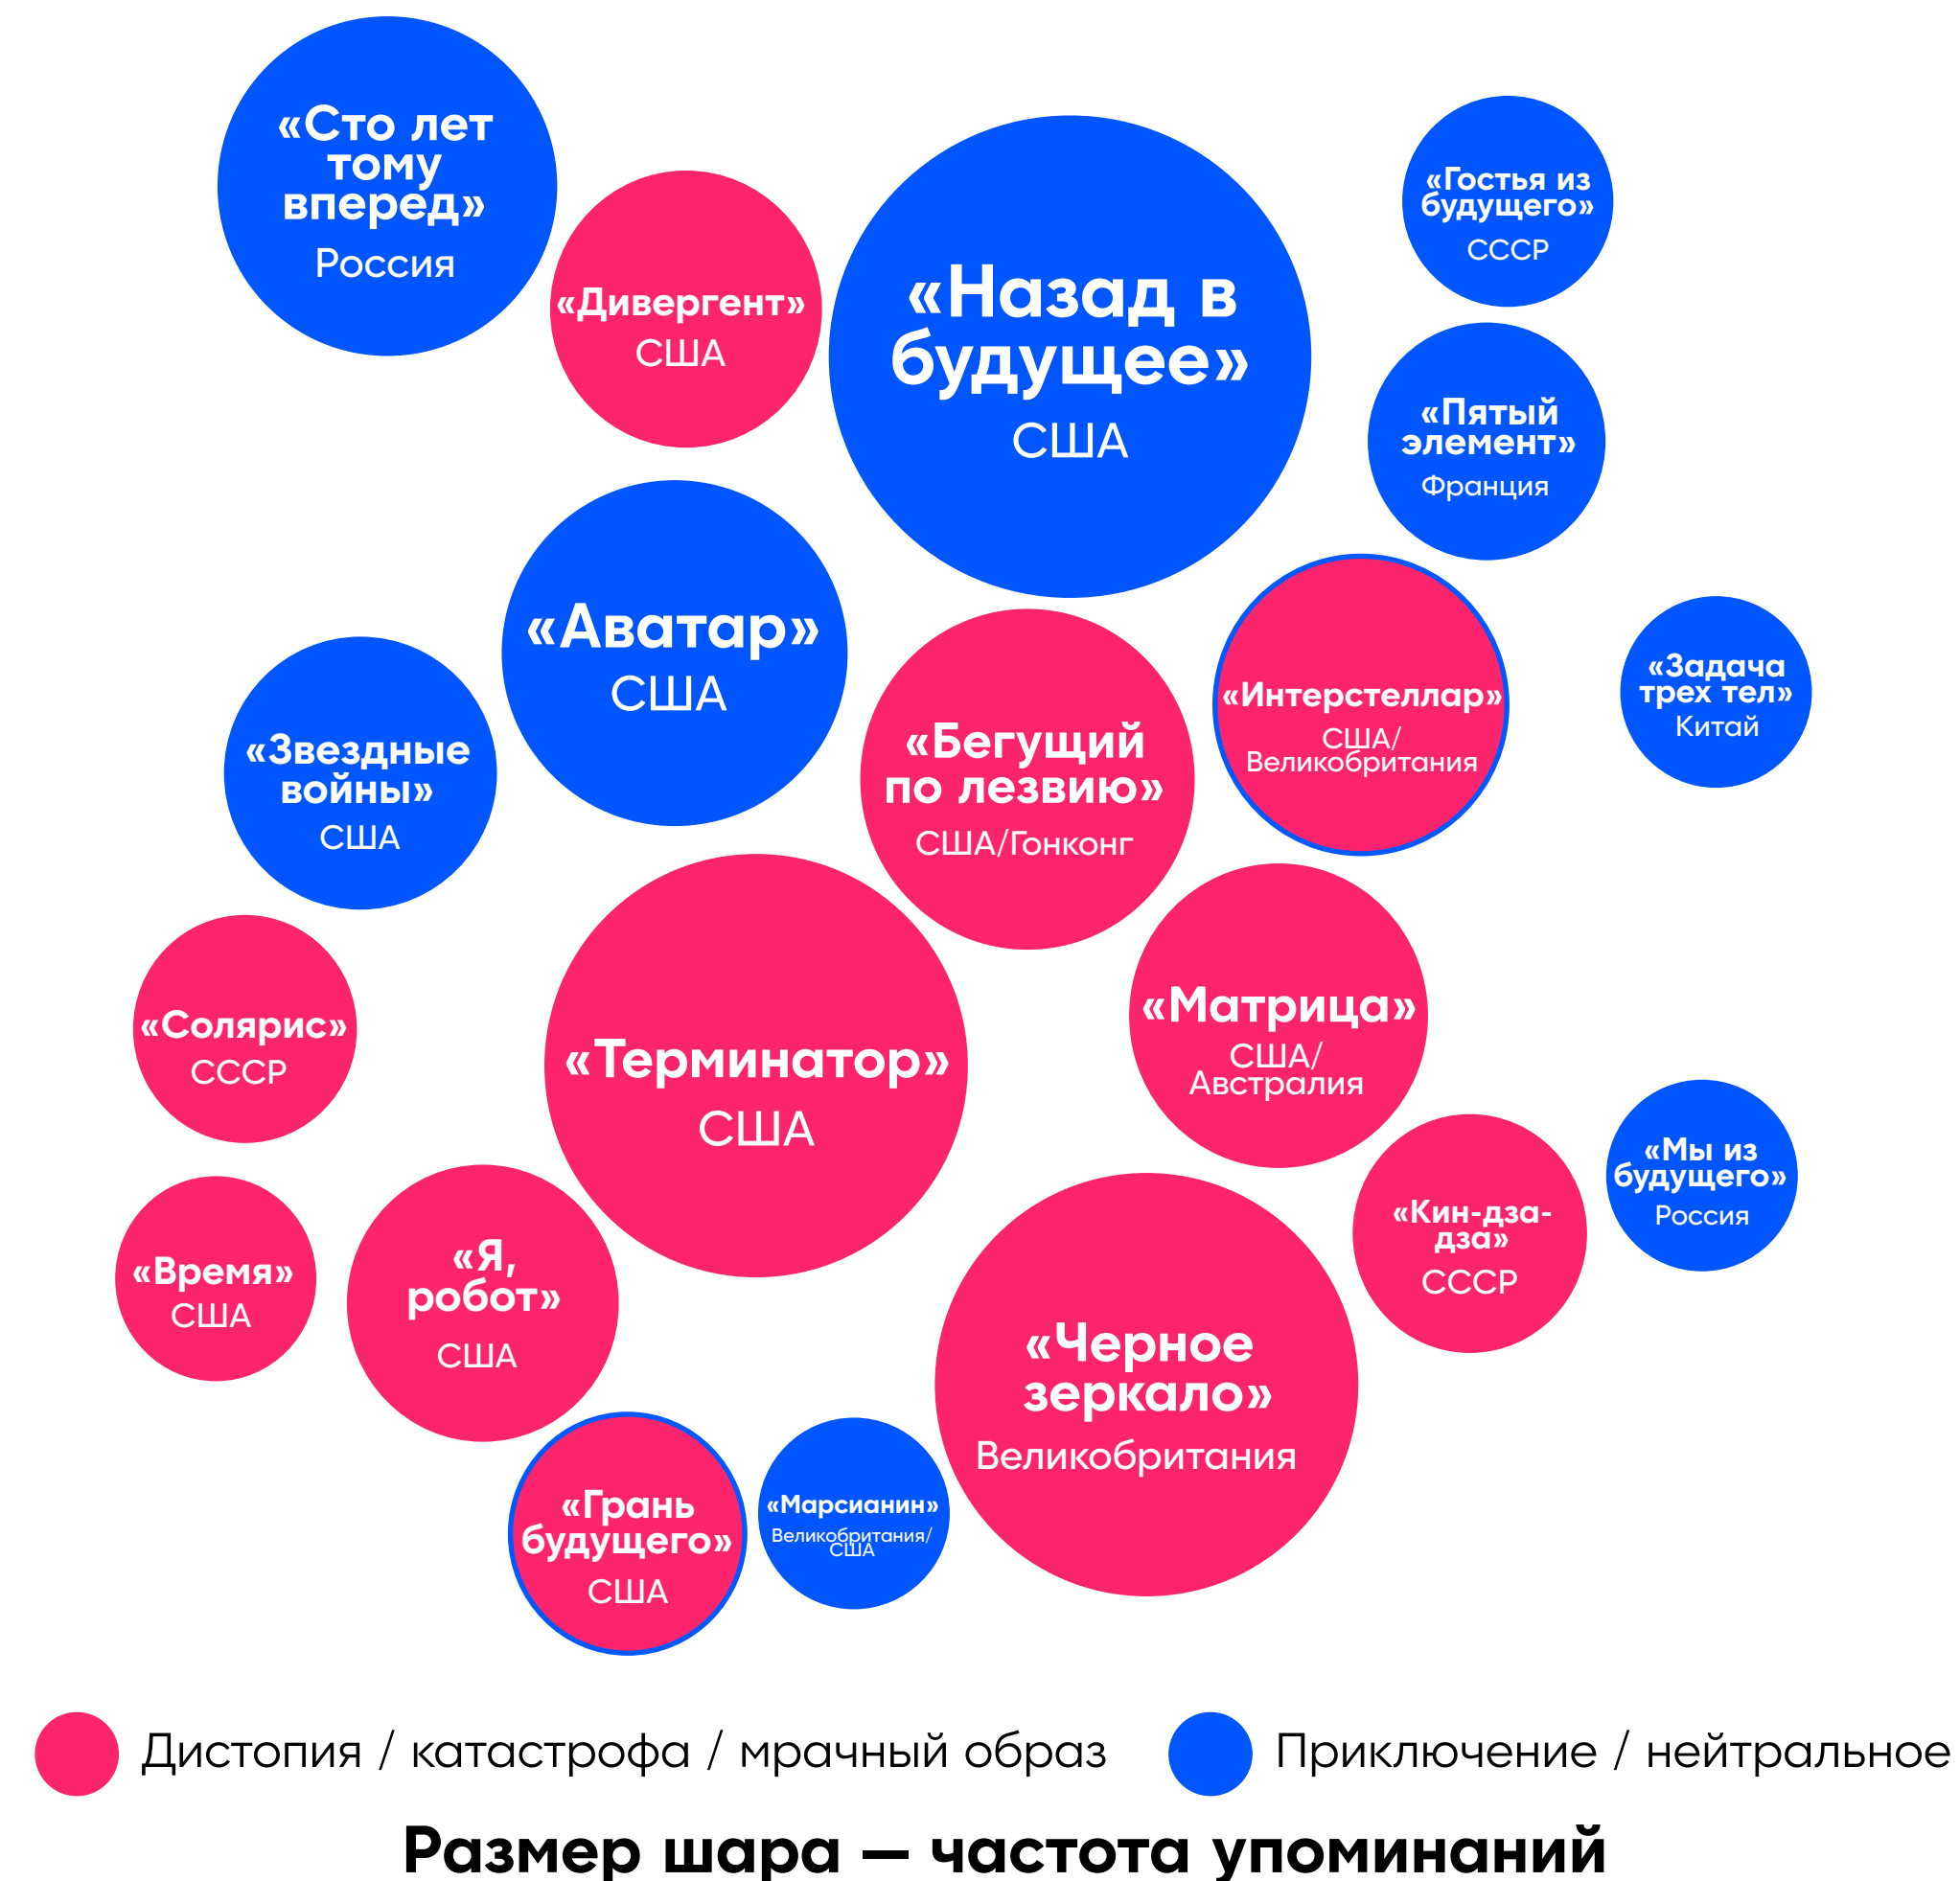 «Сто лет
тому
вперед»
Россия
«Дивергент»
США
«Назад в
будущее»
США
«Гостья из
будущего»
СССР
«Пятый
элемент»
Франция
«Аватар»
США
«Звездные
войны»
США
«Бегущий
по лезвию»
США/Гонконг
«Интерстеллар»
США/
Великобритания
«Задача
трех тел»
Китай
«Солярис»
СССР
«Терминатор»
США
«Матрица»
США/
Австралия
«Время»
США
«Я,
робот»
США
«Черное
зеркало»
Великобритания
«Кин-дза-
дза»
СССР
«Мы из
будущего»
Россия
«Грань
будущего»
США
«Марсианин»
Великобритания/
США
Дистопия / катастрофа / мрачный образ
Приключение / нейтральное
Размер шара — частота упоминаний